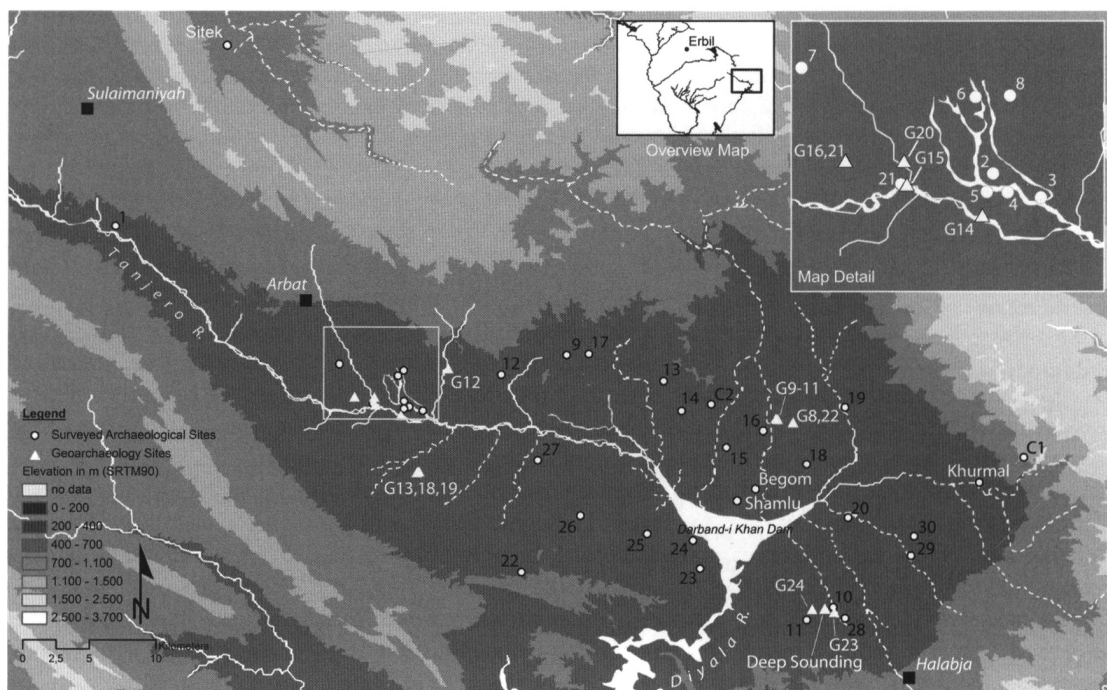 Sitek
Sulaimaniyah
Erbil
Overview Map
7
6
8
G16,21
G20
G15
2
21
5
4
3
G14
Map Detail
1
Tanjero R.
Arbat
G12
12
9
17
13
14
C2
G9-11
G8,22
16
19
15
18
27
G13,18,19
Begom
Shamlu
Khurmal
C1
Darband-i Khan Dam
20
30
29
26
25
24
23
22
G24
10
11
28
G23
Deep Sounding
Diyala R.
Halabja
Legend
Surveyed Archaeological Sites
Geoarchaeology Sites
Elevation in m (SRTM90)
no data
0 - 200
200 - 400
400 - 700
700 - 1.100
1.100 - 1.500
1.500 - 2.500
2.500 - 3.700
N
Kilometers
0 2,5 5 10